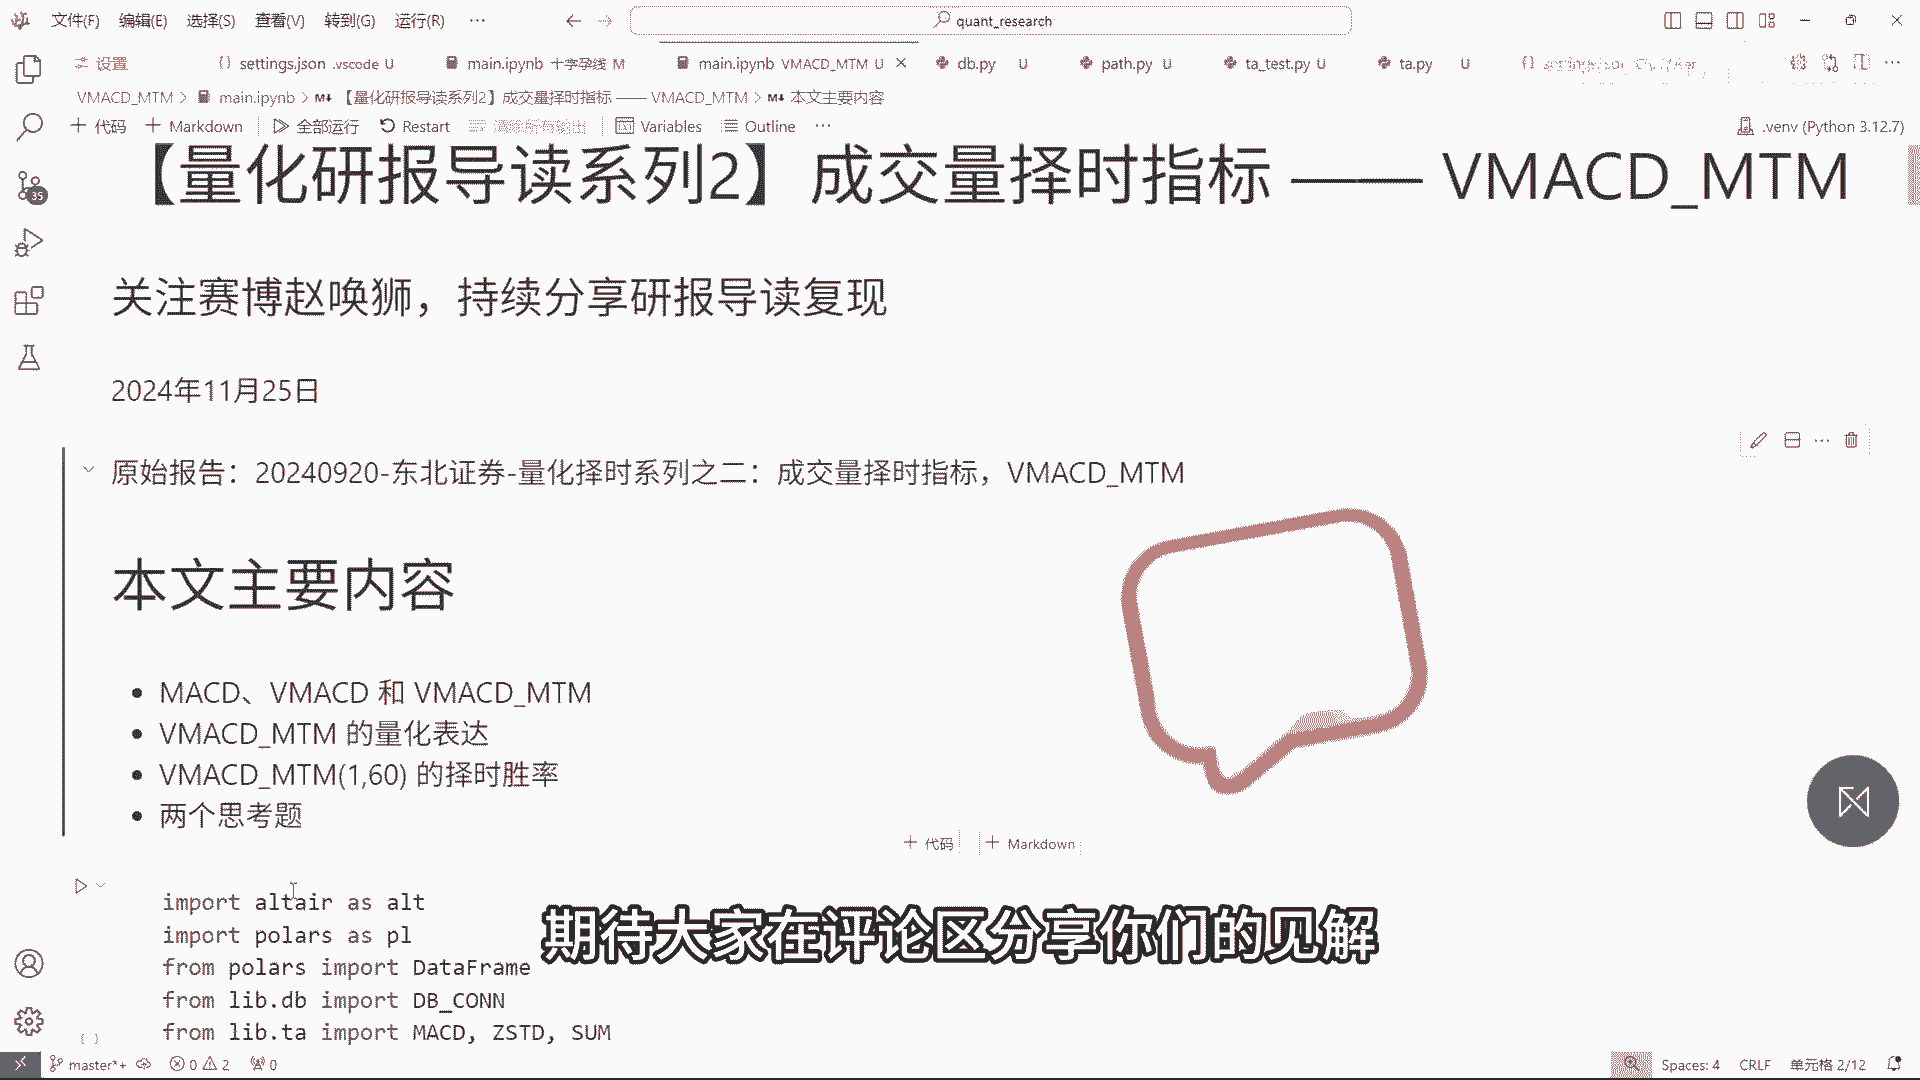 文件(F) 编辑(E) 选择(S) 查看(V) 转到(G) 运行(R) ··· quant_research
设置 settings.json .vscode U main.ipynb 十字孕线 M main.ipynb VMACD_MTM U db.py U path.py U ta_test.py U ta.py U
VMACD_MTM > main.ipynb > M↓ 【量化研报导读系列2】成交量择时指标 —— VMACD_MTM > M↓ 本文主要内容
+ 代码 + Markdown 全部运行 Restart 清除所有输出 Variables Outline ··· .venv (Python 3.12.7)
【量化研报导读系列2】成交量择时指标 —— VMACD_MTM
关注赛博赵唤狮，持续分享研报导读复现
2024年11月25日
原始报告：20240920-东北证券-量化择时系列之二：成交量择时指标，VMACD_MTM
本文主要内容
• MACD、VMACD 和 VMACD_MTM
• VMACD_MTM 的量化表达
• VMACD_MTM(1,60) 的择时胜率
• 两个思考题
+ 代码 + Markdown
import altair as alt
import polars as pl
from polars import DataFrame
from lib.db import DB_CONN
from lib.ta import MACD, ZSTD, SUM
期待大家在评论区分享你们的见解
35
master*+ 0 2 0 Spaces: 4 CRLF 单元格 2/12